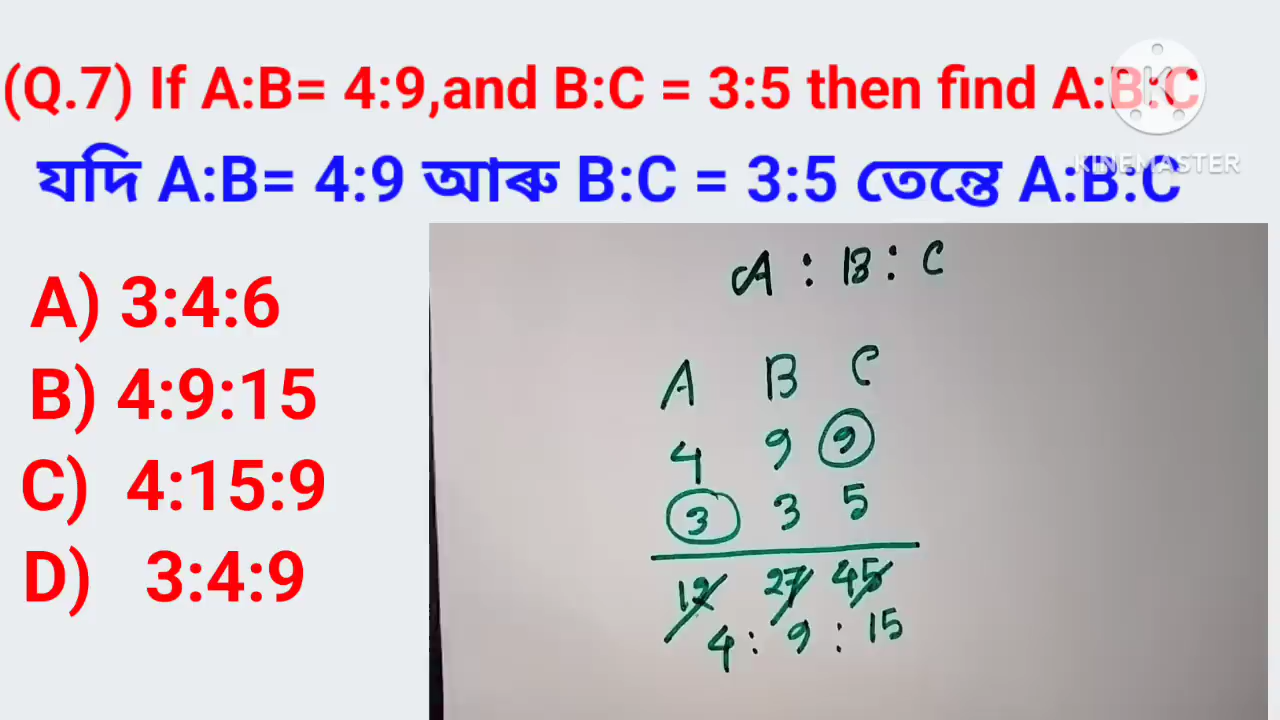 (Q.7) If A:B= 4:9,and B:C = 3:5 then find A:B:C
KINEMASTER
যদি A:B= 4:9 আৰু B:C = 3:5 তেন্তে A:B:C
A) 3:4:6
B) 4:9:15
C) 4:15:9
D) 3:4:9
A : B : C
A B C
4 9 9
3 3 5
12 27 45
4 : 9 : 15